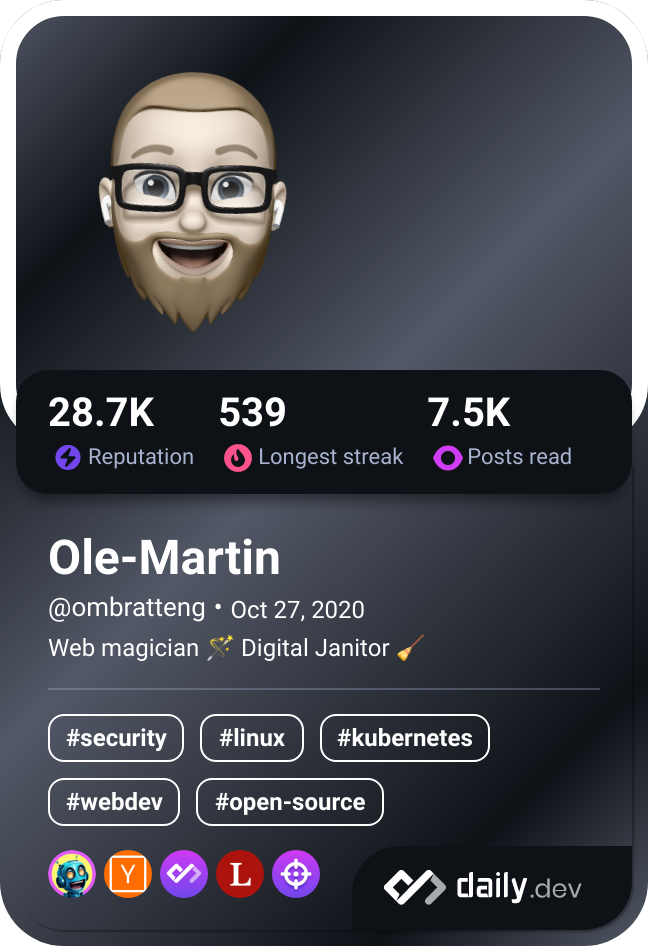 28.7K 539 7.5K
Reputation Longest streak Posts read
Ole-Martin
@ombratteng • Oct 27, 2020
Web magician 🪄 Digital Janitor 🧹
#security #linux #kubernetes
#webdev #open-source
Y L daily.dev